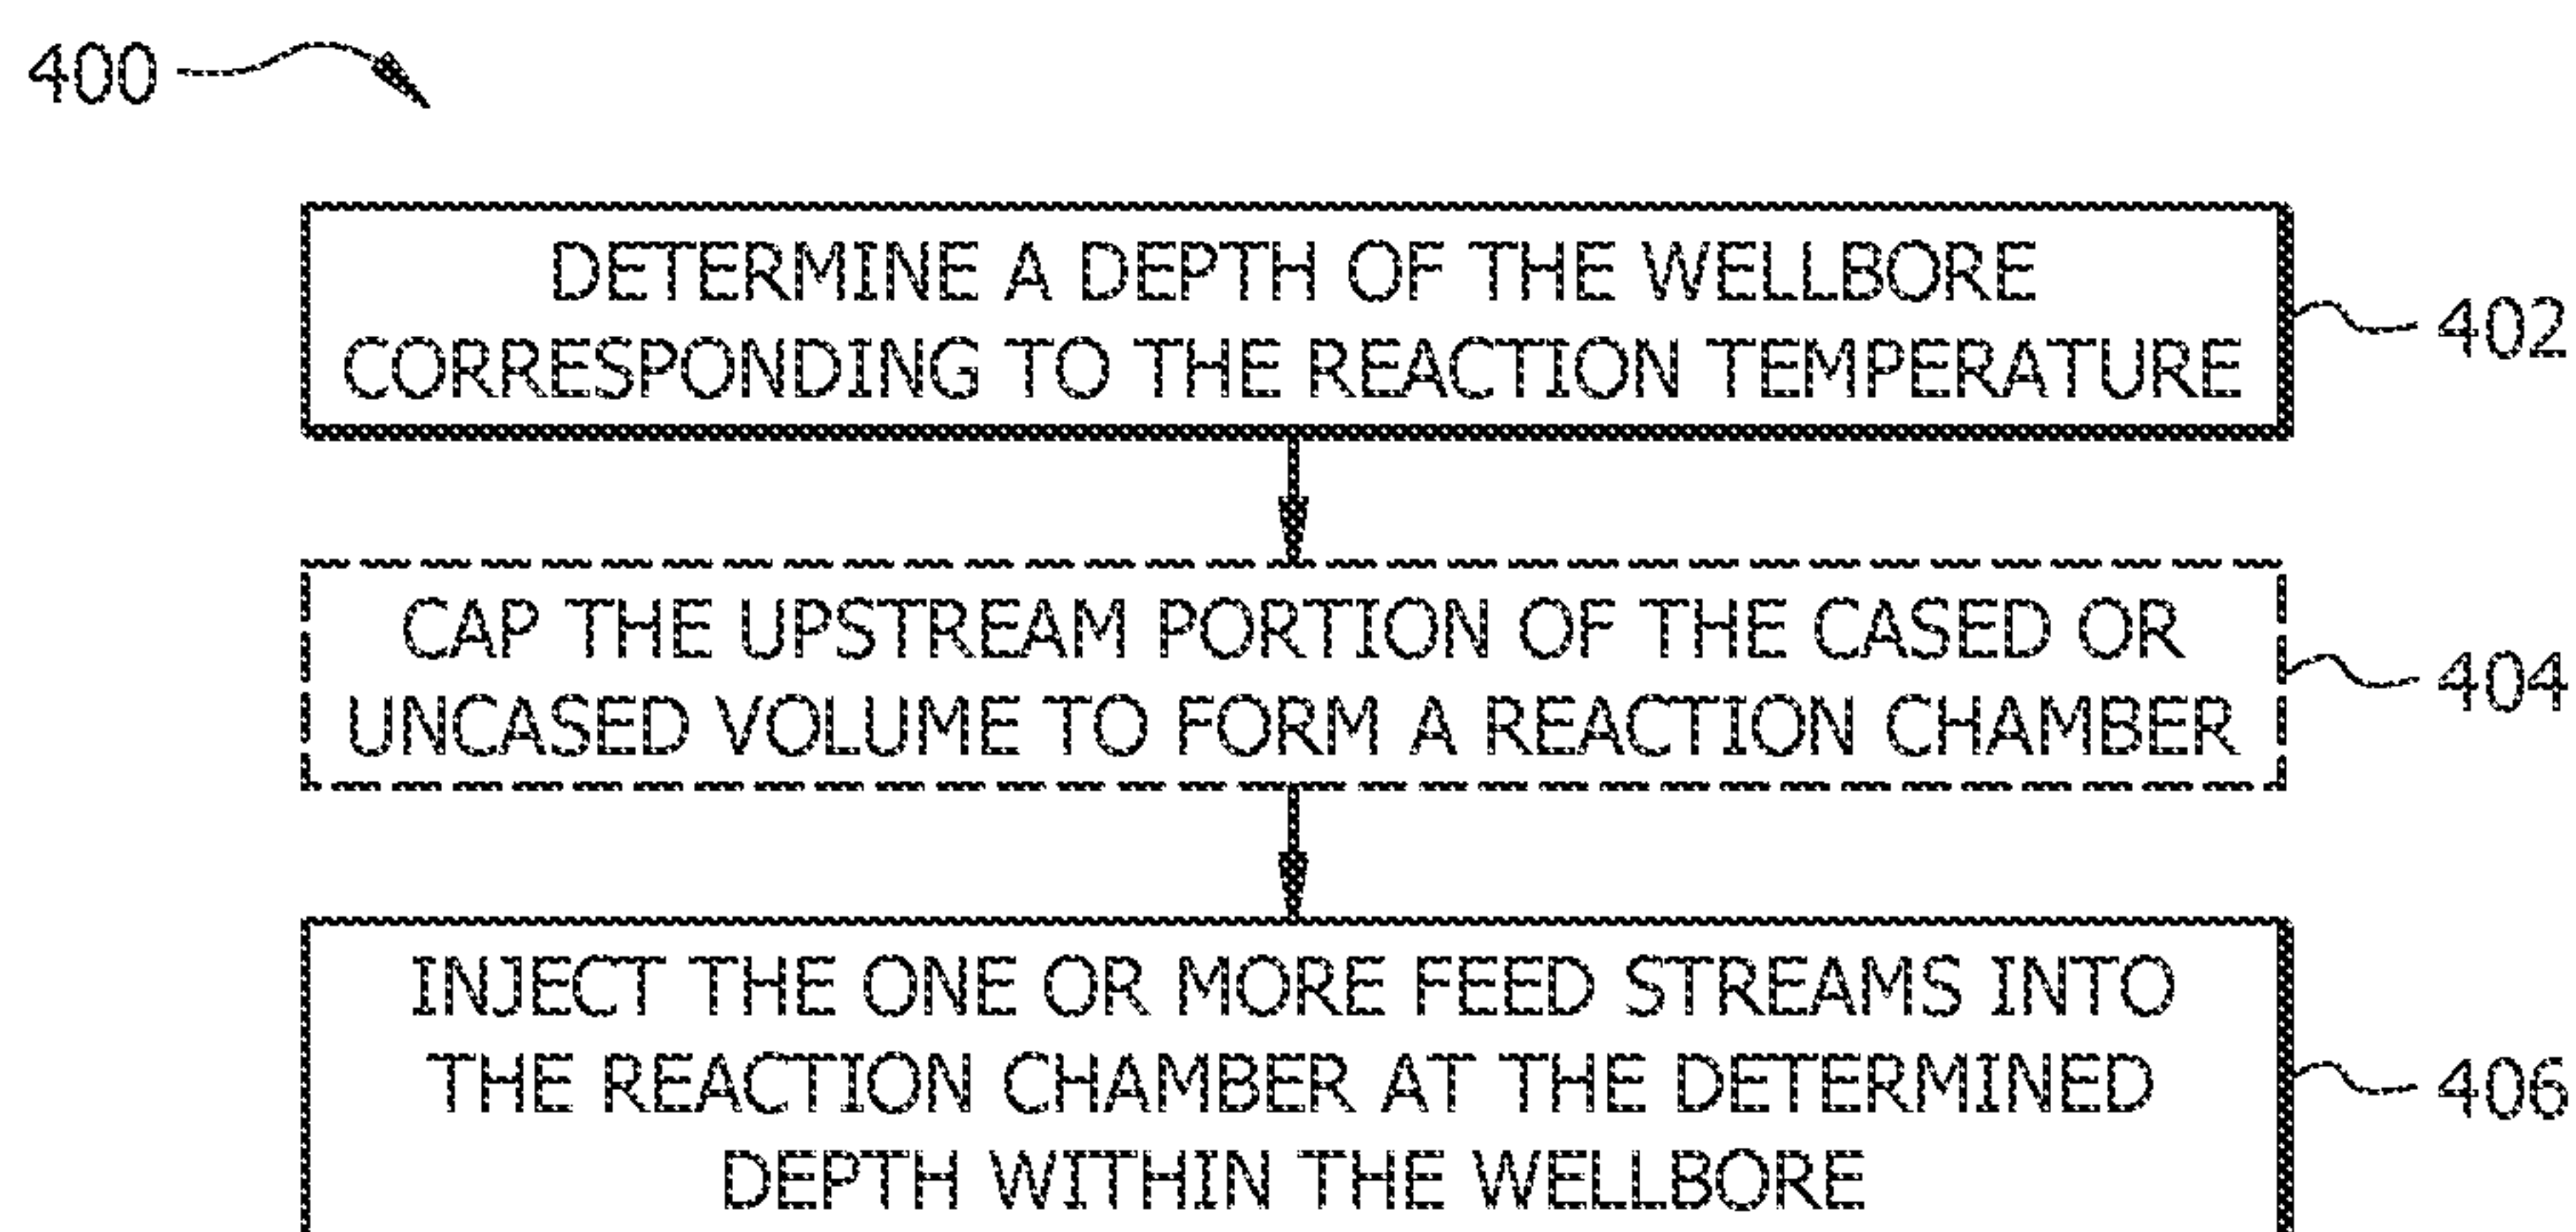 400
DETERMINE A DEPTH OF THE WELLBORE
CORRESPONDING TO THE REACTION TEMPERATURE
402
CAP THE UPSTREAM PORTION OF THE CASED OR
UNCASED VOLUME TO FORM A REACTION CHAMBER
404
INJECT THE ONE OR MORE FEED STREAMS INTO
THE REACTION CHAMBER AT THE DETERMINED
DEPTH WITHIN THE WELLBORE
406